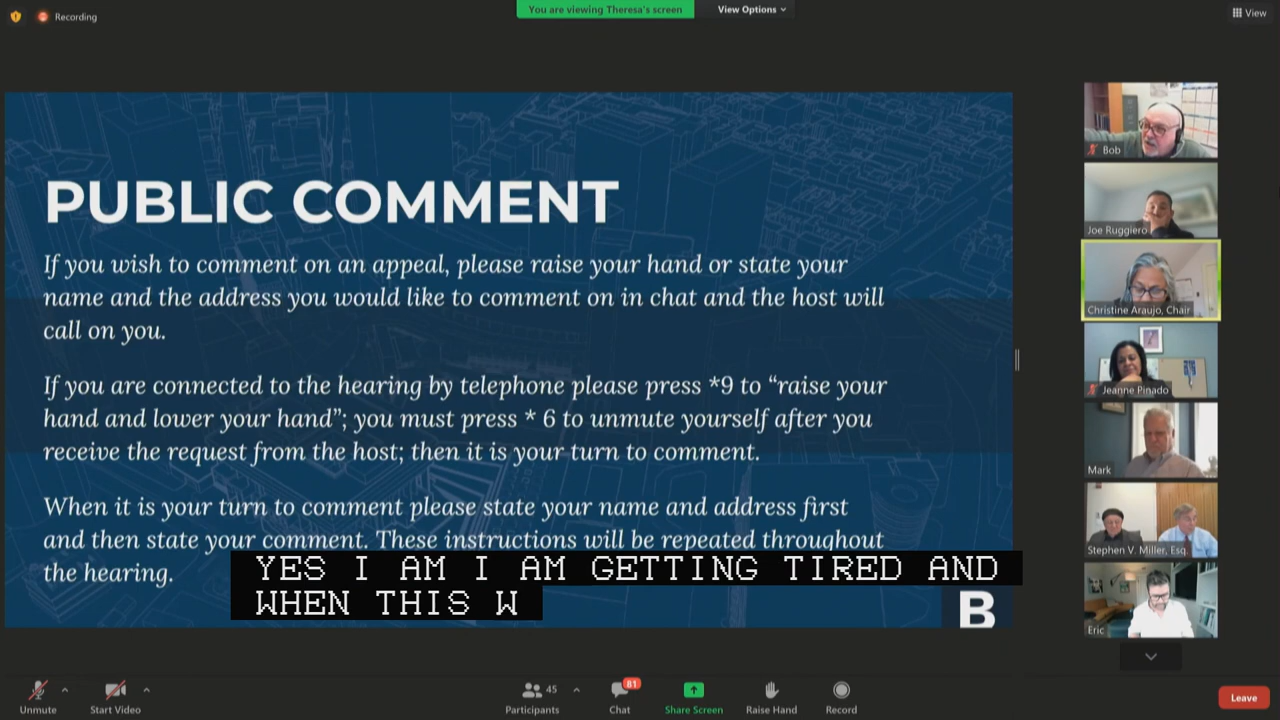 Recording
You are viewing Theresa's screen
View Options
View
PUBLIC COMMENT
If you wish to comment on an appeal, please raise your hand or state your
name and the address you would like to comment on in chat and the host will
call on you.
If you are connected to the hearing by telephone please press *9 to “raise your
hand and lower your hand”; you must press * 6 to unmute yourself after you
receive the request from the host; then it is your turn to comment.
When it is your turn to comment please state your name and address first
and then state your comment. These instructions will be repeated throughout
the hearing.
YES I AM I AM GETTING TIRED AND
WHEN THIS W
B
Bob
Joe Ruggiero
Christine Araujo, Chair
Jeanne Pinado
Mark
Stephen V. Miller, Esq.
Eric
Unmute
Start Video
45
Participants
81
Chat
Share Screen
Raise Hand
Record
Leave